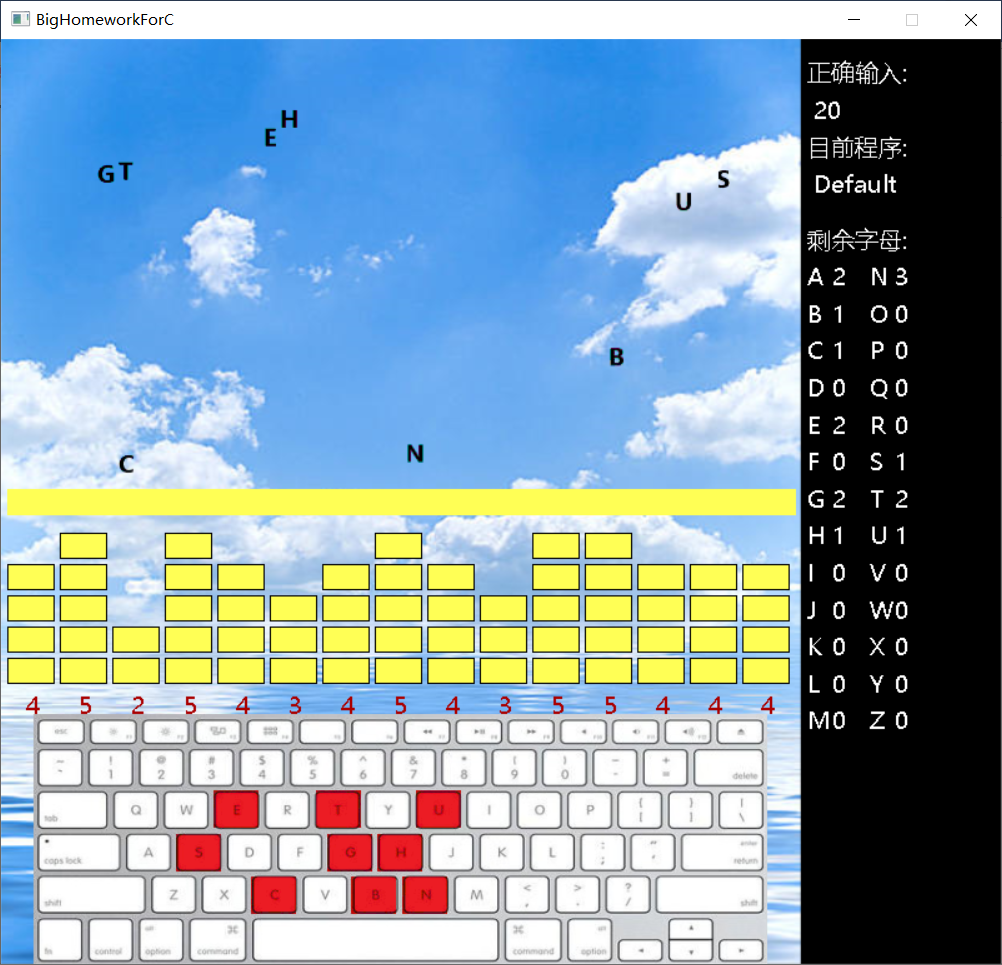 BigHomeworkForC
正确输入:
20
目前程序:
Default
剩余字母:
A 2 N 3
B 1 O 0
C 1 P 0
D 0 Q 0
E 2 R 0
F 0 S 1
G 2 T 2
H 1 U 1
I 0 V 0
J 0 W0
K 0 X 0
L 0 Y 0
M0 Z 0
H
E
G T
S
U
B
N
C
4 5 2 5 4 3 4 5 4 3 5 5 4 4 4
esc
~ ! @ # $ % ^ & * ( ) - +
` 1 2 3 4 5 6 7 8 9 0 - = delete
tab Q W E R T Y U I O P { [ } ] | \
caps lock A S D F G H J K L : ; " , enter return
shift Z X C V B N M < , > . ? / shift
fn control alt option ⌘ command ⌘ command alt option